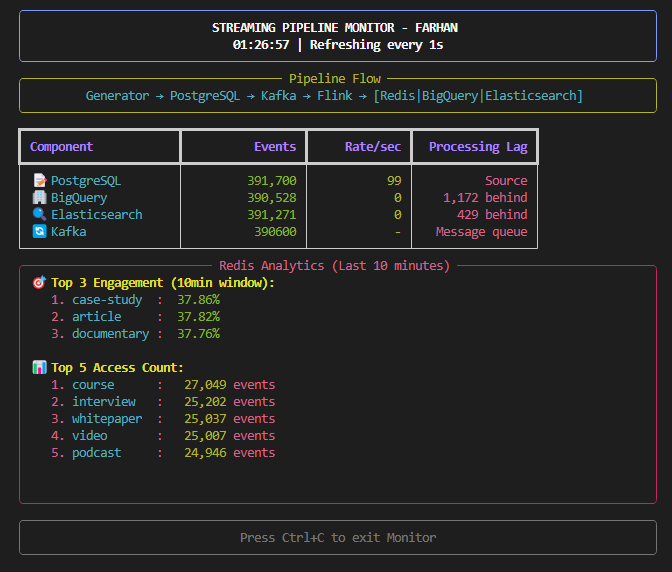 STREAMING PIPELINE MONITOR - FARHAN
01:26:57 | Refreshing every 1s
Pipeline Flow
Generator → PostgreSQL → Kafka → Flink → [Redis|BigQuery|Elasticsearch]
Component Events Rate/sec Processing Lag
PostgreSQL 391,700 99 Source
BigQuery 390,528 0 1,172 behind
Elasticsearch 391,271 0 429 behind
Kafka 390600 - Message queue
Redis Analytics (Last 10 minutes)
Top 3 Engagement (10min window):
1. case-study : 37.86%
2. article : 37.82%
3. documentary : 37.76%
Top 5 Access Count:
1. course : 27,049 events
2. interview : 25,202 events
3. whitepaper : 25,037 events
4. video : 25,007 events
5. podcast : 24,946 events
Press Ctrl+C to exit Monitor